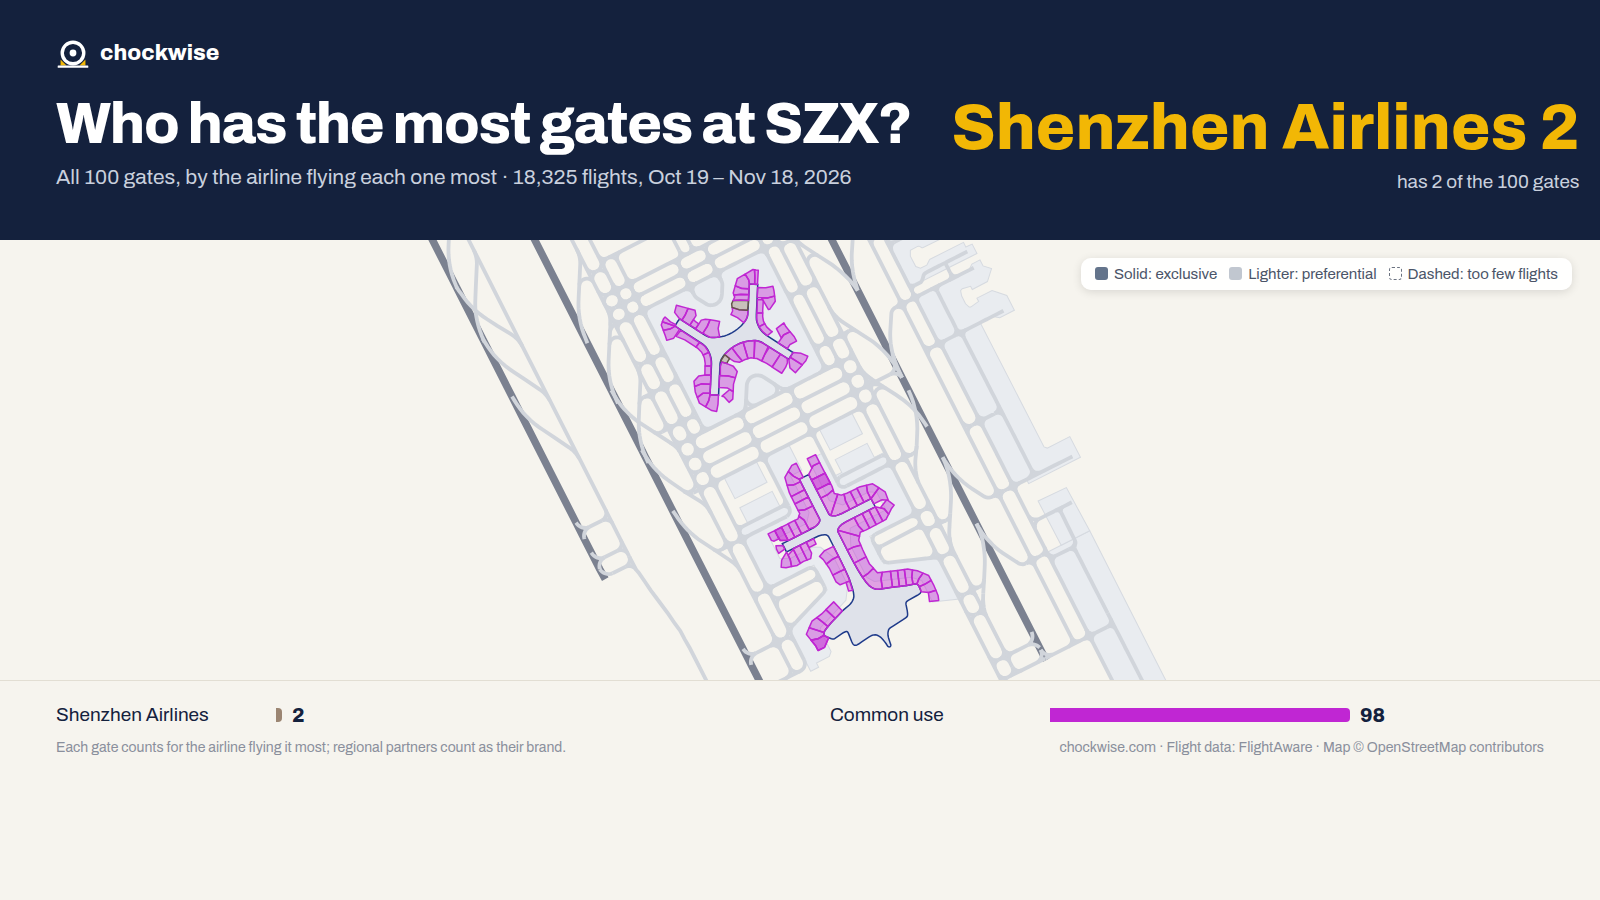 chockwise
Who has the most gates at SZX?
Shenzhen Airlines 2
All 100 gates, by the airline flying each one most · 18,325 flights, Oct 19 – Nov 18, 2026
has 2 of the 100 gates
Solid: exclusive
Lighter: preferential
Dashed: too few flights
Shenzhen Airlines 2
Common use 98
Each gate counts for the airline flying it most; regional partners count as their brand.
chockwise.com · Flight data: FlightAware · Map © OpenStreetMap contributors